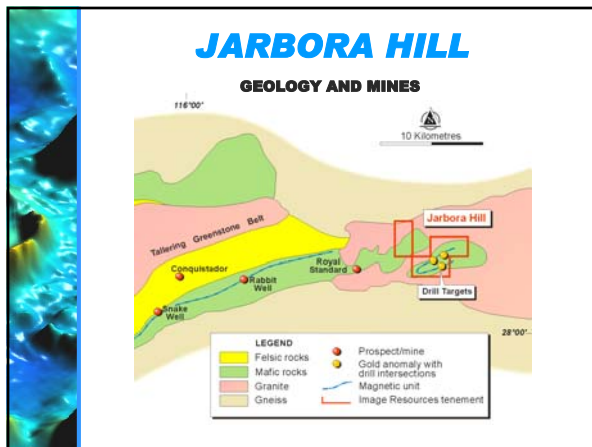 JARBORA HILL
GEOLOGY AND MINES
116°00'
10 Kilometres
Jarbora Hill
Tallering Greenstone Belt
Royal
Standard
Conquistador
Rabbit
Well
Drill Targets
Snake
Well
28°00'
LEGEND
Felsic rocks
Mafic rocks
Granite
Gneiss
Prospect/mine
Gold anomaly with
drill intersections
Magnetic unit
Image Resources tenement